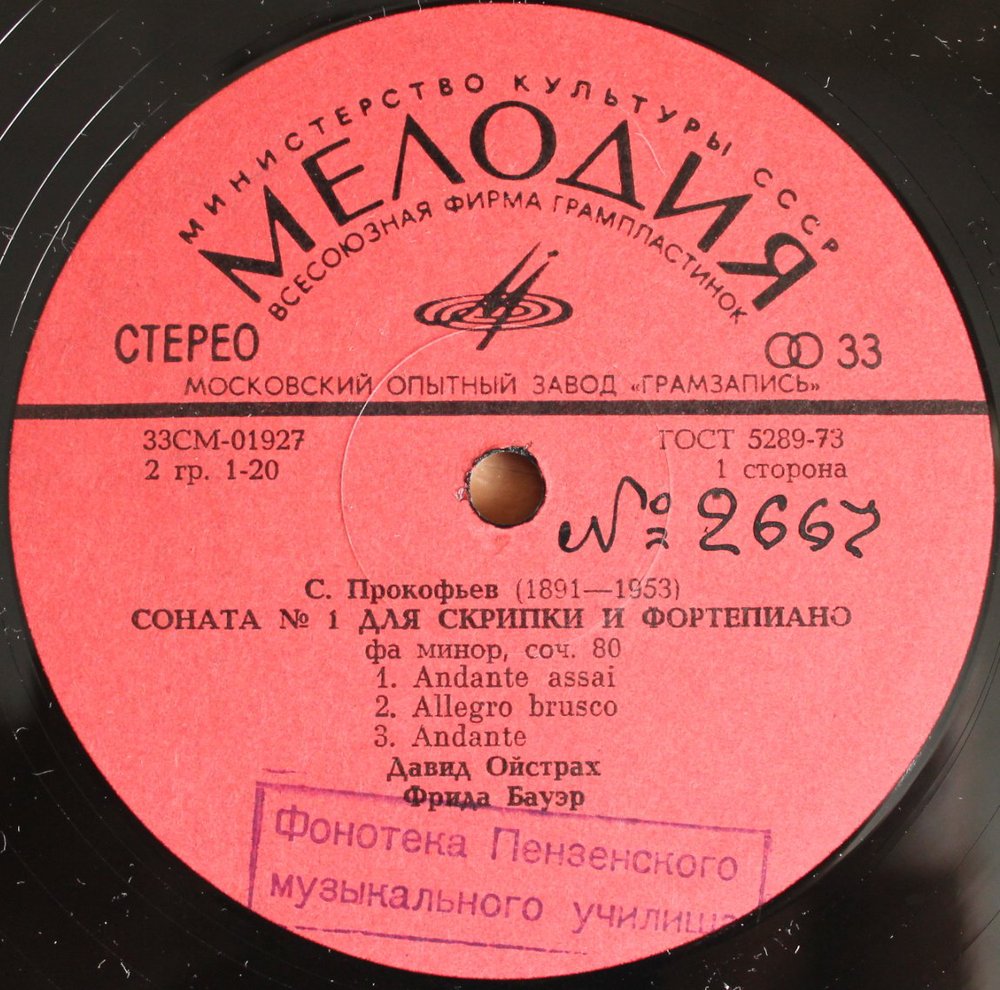 МИНИСТЕРСТВО КУЛЬТУРЫ СССР
МЕЛОДИЯ
ВСЕСОЮЗНАЯ ФИРМА ГРАМПЛАСТИНОК
СТЕРЕО
33
МОСКОВСКИЙ ОПЫТНЫЙ ЗАВОД «ГРАМЗАПИСЬ»
33СМ-01927
ГОСТ 5289-73
2 гр. 1-20
1 сторона
№ 2667
С. Прокофьев (1891—1953)
СОНАТА № 1 ДЛЯ СКРИПКИ И ФОРТЕПИАНО
фа минор, соч. 80
1. Andante assai
2. Allegro brusco
3. Andante
Давид Ойстрах
Фрида Бауэр
Фонотека Пензенского
музыкального училища